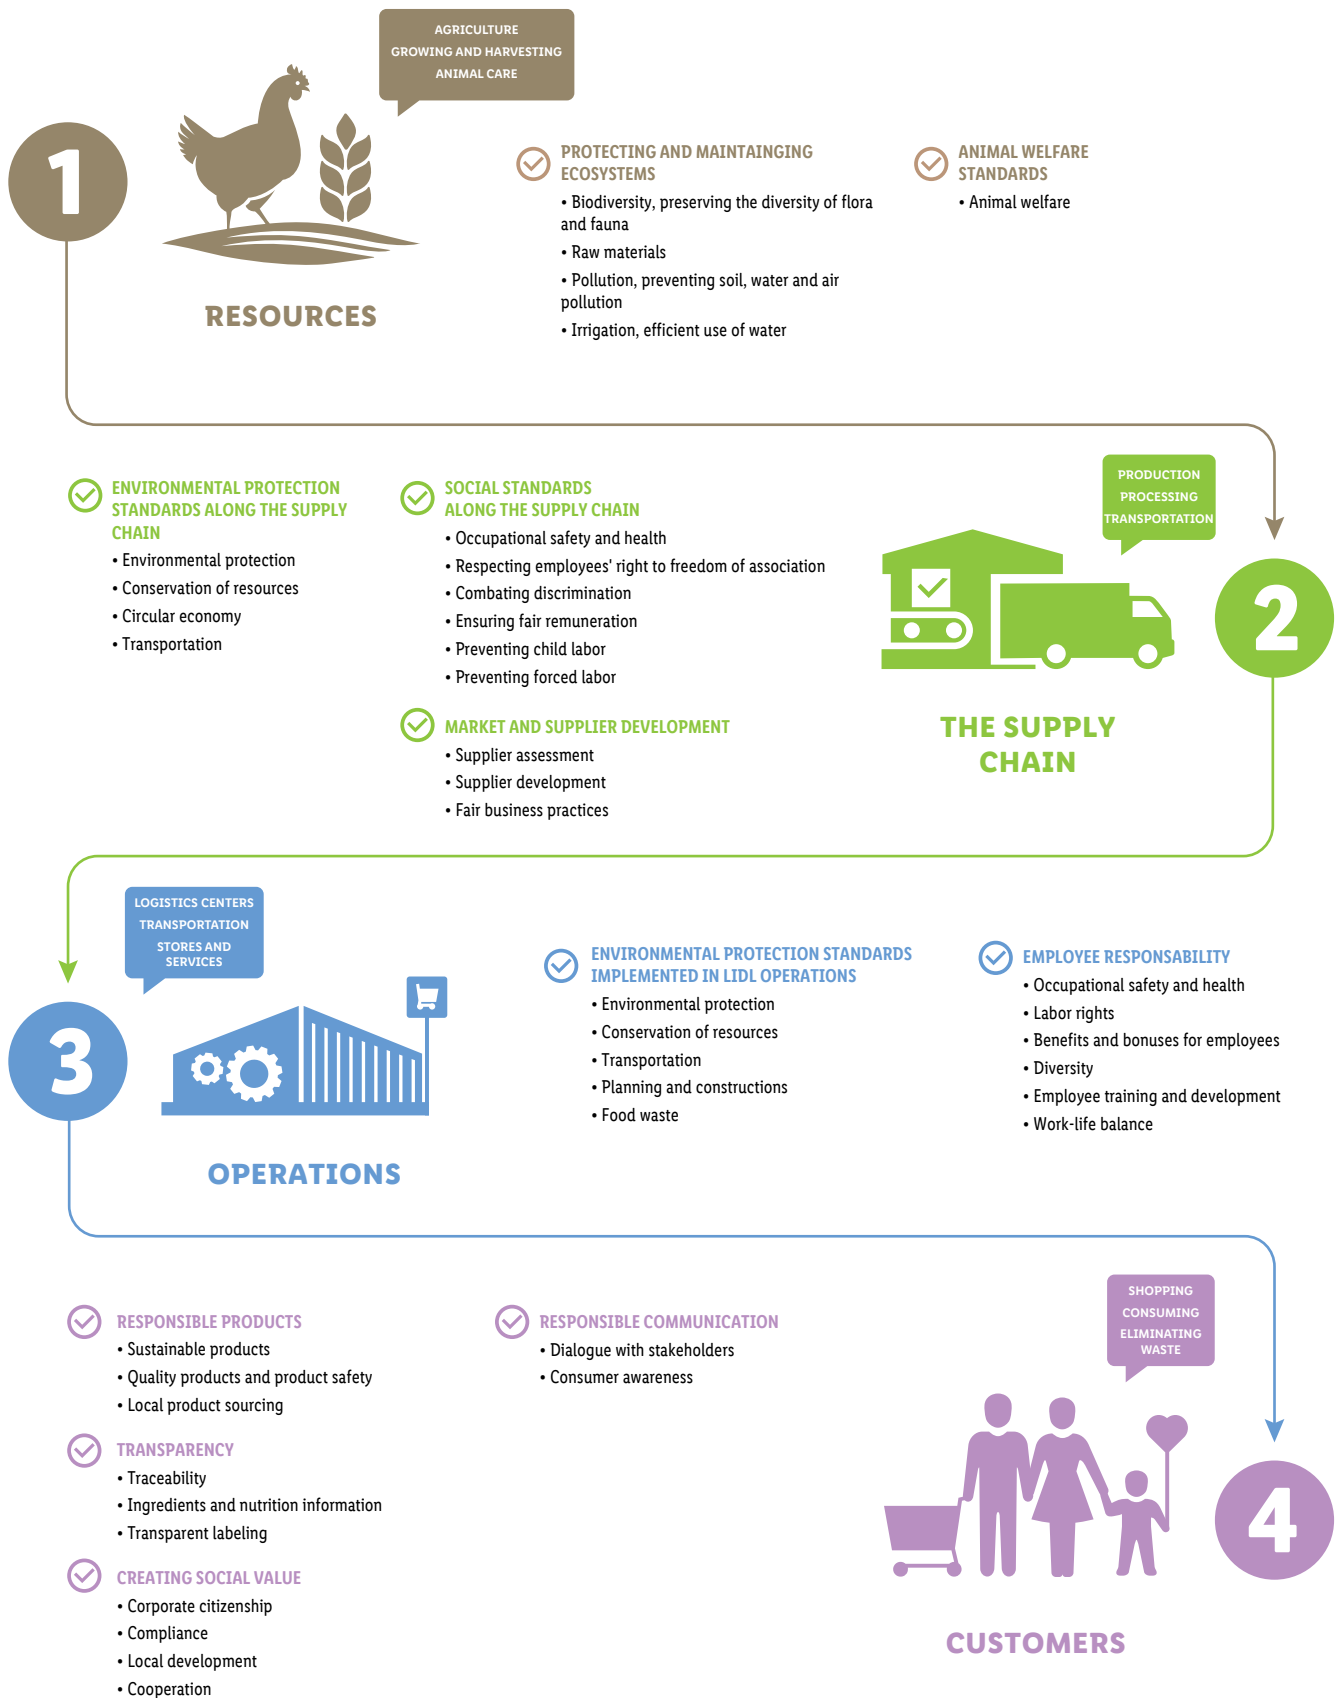 AGRICULTURE
GROWING AND HARVESTING
ANIMAL CARE
1
RESOURCES
PROTECTING AND MAINTAINGING
ECOSYSTEMS
• Biodiversity, preserving the diversity of flora
and fauna
• Raw materials
• Pollution, preventing soil, water and air
pollution
• Irrigation, efficient use of water
ANIMAL WELFARE
STANDARDS
• Animal welfare
ENVIRONMENTAL PROTECTION
STANDARDS ALONG THE SUPPLY
CHAIN
• Environmental protection
• Conservation of resources
• Circular economy
• Transportation
SOCIAL STANDARDS
ALONG THE SUPPLY CHAIN
• Occupational safety and health
• Respecting employees' right to freedom of association
• Combating discrimination
• Ensuring fair remuneration
• Preventing child labor
• Preventing forced labor
MARKET AND SUPPLIER DEVELOPMENT
• Supplier assessment
• Supplier development
• Fair business practices
PRODUCTION
PROCESSING
TRANSPORTATION
2
THE SUPPLY
CHAIN
LOGISTICS CENTERS
TRANSPORTATION
STORES AND
SERVICES
3
OPERATIONS
ENVIRONMENTAL PROTECTION STANDARDS
IMPLEMENTED IN LIDL OPERATIONS
• Environmental protection
• Conservation of resources
• Transportation
• Planning and constructions
• Food waste
EMPLOYEE RESPONSABILITY
• Occupational safety and health
• Labor rights
• Benefits and bonuses for employees
• Diversity
• Employee training and development
• Work-life balance
RESPONSIBLE PRODUCTS
• Sustainable products
• Quality products and product safety
• Local product sourcing
TRANSPARENCY
• Traceability
• Ingredients and nutrition information
• Transparent labeling
CREATING SOCIAL VALUE
• Corporate citizenship
• Compliance
• Local development
• Cooperation
RESPONSIBLE COMMUNICATION
• Dialogue with stakeholders
• Consumer awareness
SHOPPING
CONSUMING
ELIMINATING
WASTE
4
CUSTOMERS